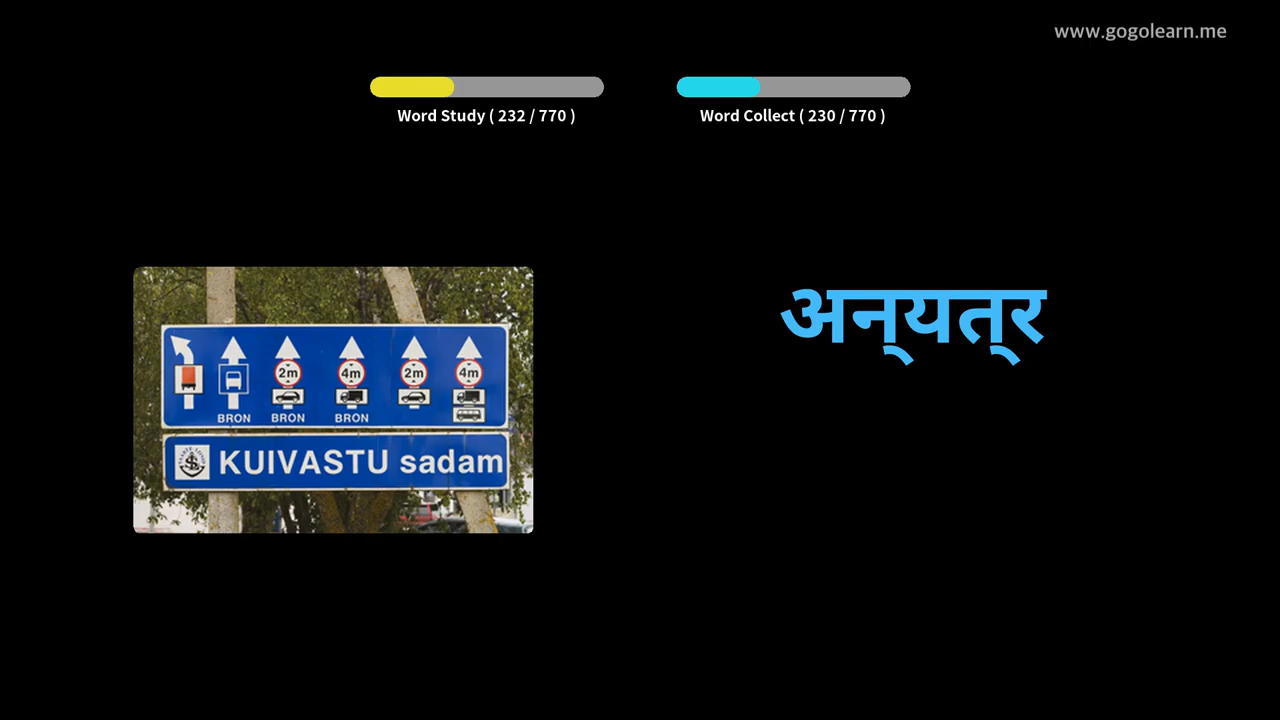 www.gogolearn.me
Word Study ( 232 / 770 )
Word Collect ( 230 / 770 )
अन्‌यत्‌र
2m 4m 2m 4m
BRON BRON BRON
KUIVASTU sadam